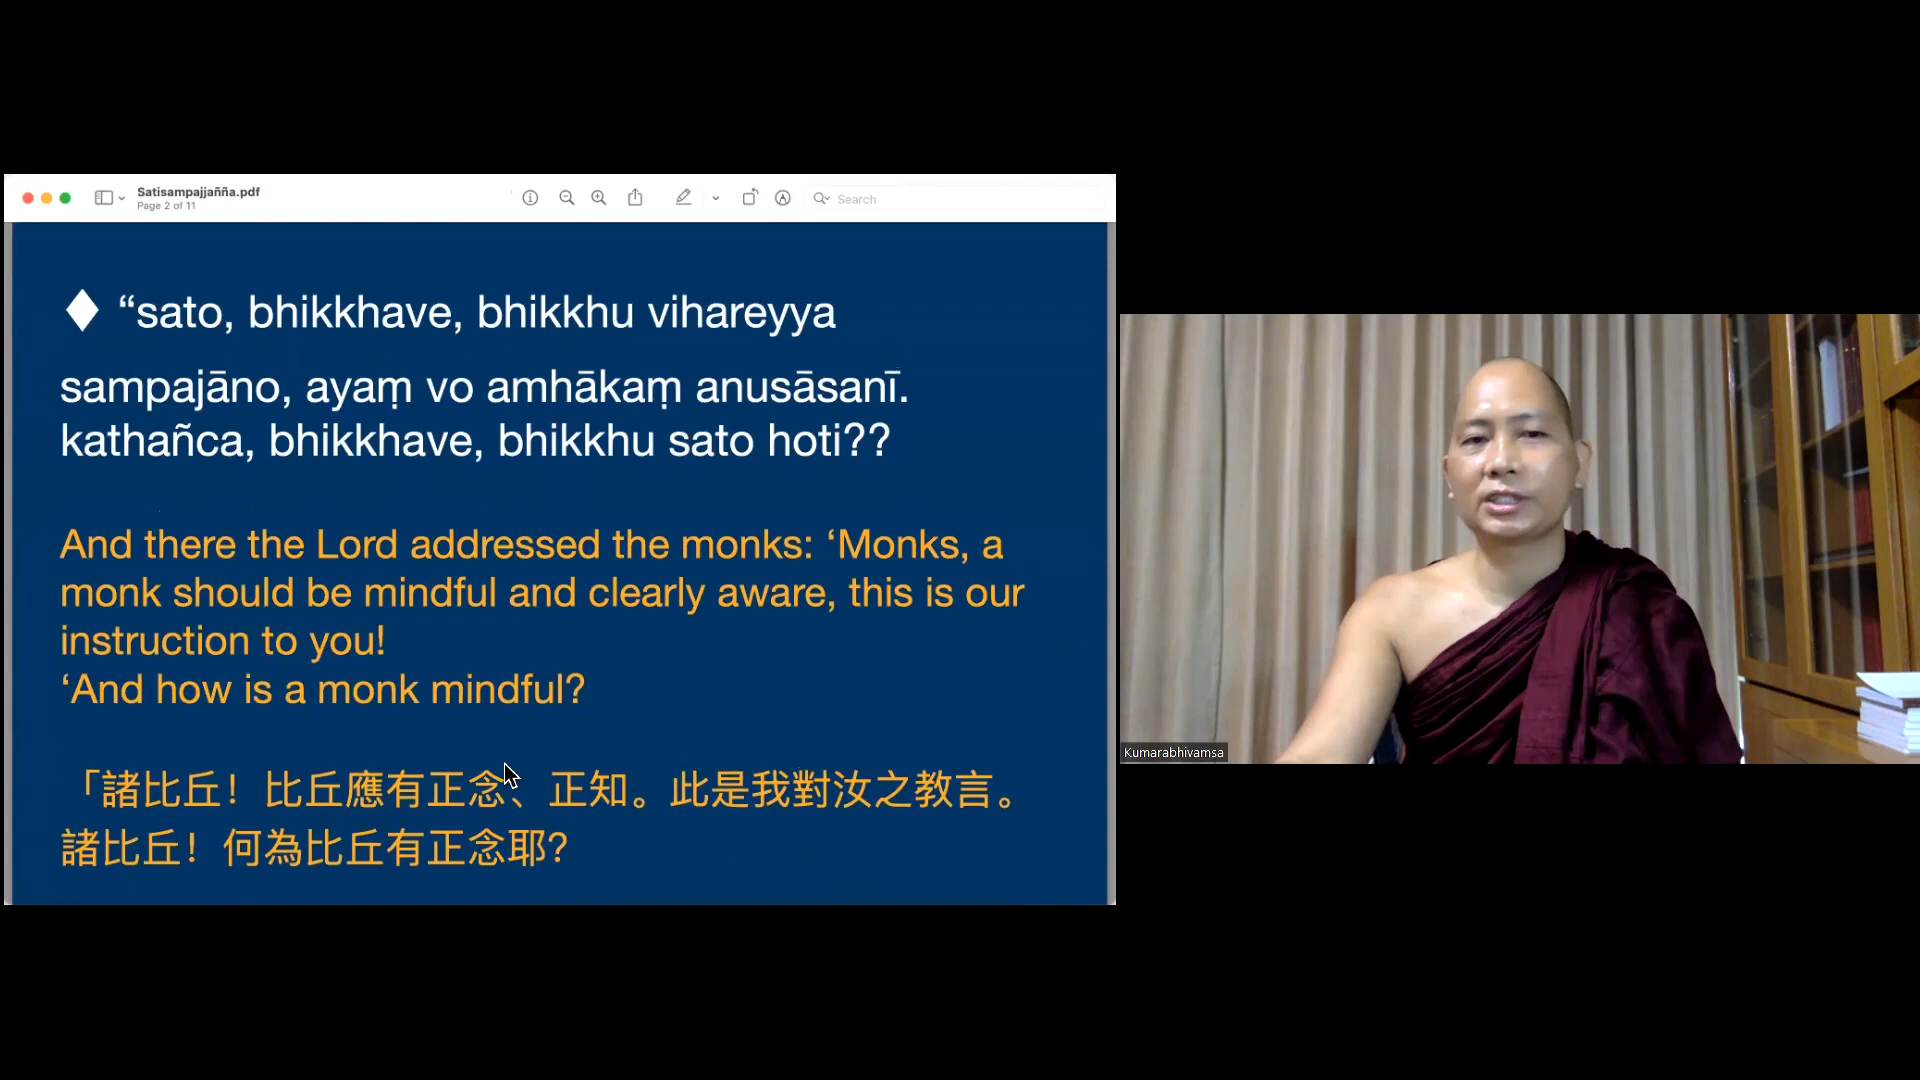 Satisampajjañña.pdf
Page 2 of 11
Search
♦ “sato, bhikkhave, bhikkhu vihareyya
sampajāno, ayaṃ vo amhākaṃ anusāsanī.
kathañca, bhikkhave, bhikkhu sato hoti??
And there the Lord addressed the monks: ‘Monks, a
monk should be mindful and clearly aware, this is our
instruction to you!
‘And how is a monk mindful?
「諸比丘！比丘應有正念、正知。此是我對汝之教言。
諸比丘！何為比丘有正念耶?
Kumarabhivamsa